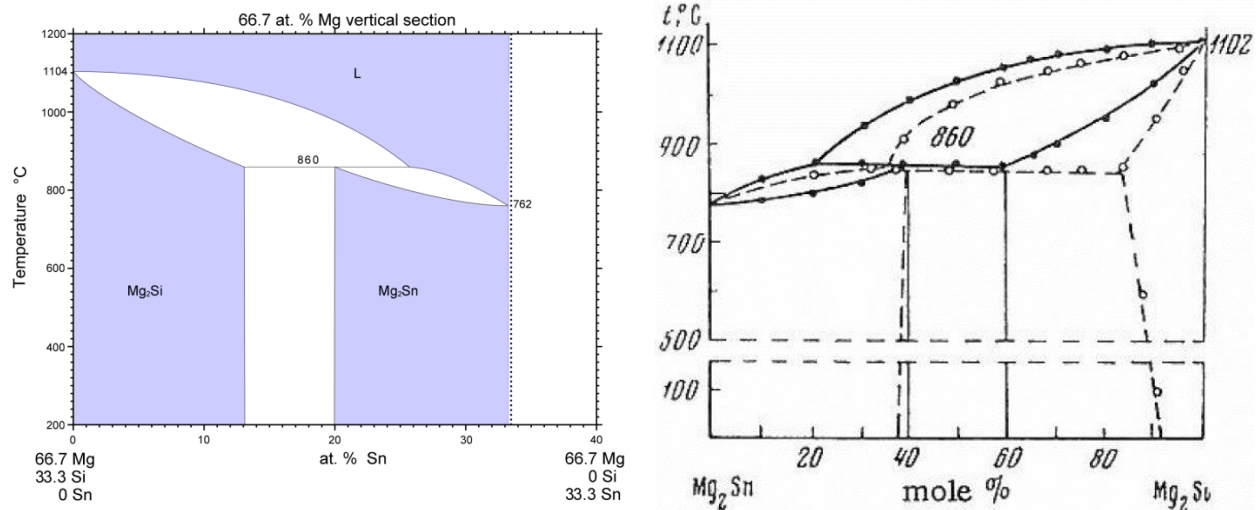 66.7 at. % Mg vertical section
1200
1104
1000
800
600
400
200
Temperature °C
L
860
762
Mg₂Si
Mg₂Sn
0 10 20 30 40
66.7 Mg at. % Sn 66.7 Mg
33.3 Si 0 Si
0 Sn 33.3 Sn
t,°C
1100
1102
900
860
700
500
100
20 40 60 80
Mg₂Sn mole % Mg₂Si